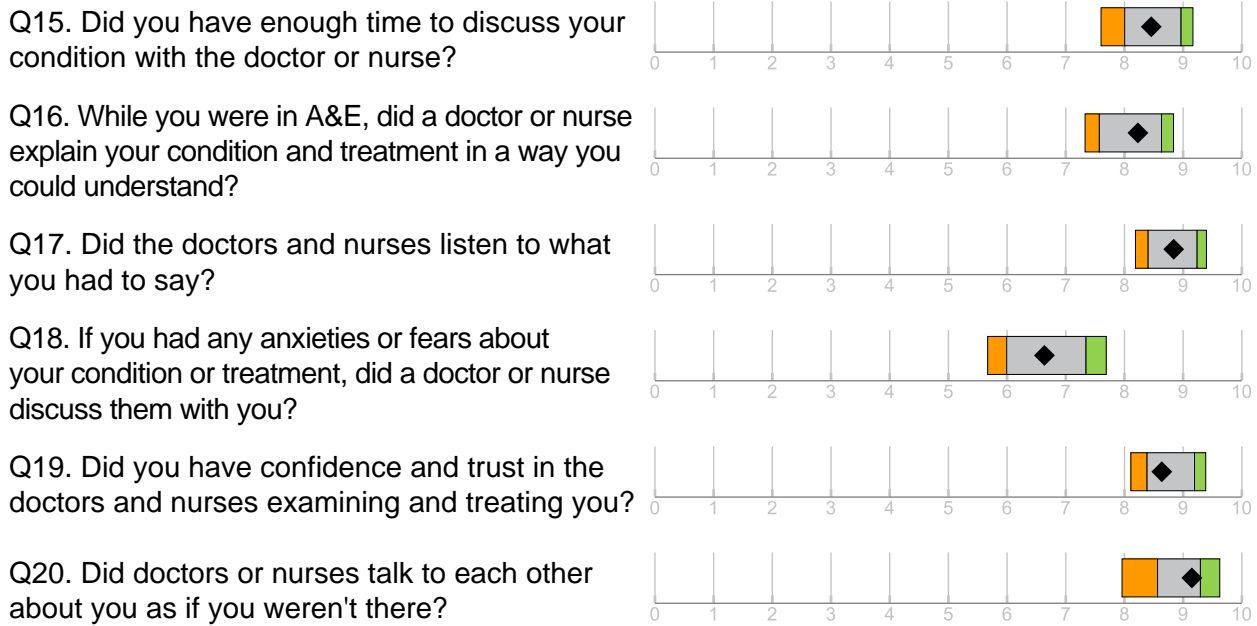 Q15. Did you have enough time to discuss your
condition with the doctor or nurse?
0 1 2 3 4 5 6 7 8 9 10
Q16. While you were in A&E, did a doctor or nurse
explain your condition and treatment in a way you
could understand?
0 1 2 3 4 5 6 7 8 9 10
Q17. Did the doctors and nurses listen to what
you had to say?
0 1 2 3 4 5 6 7 8 9 10
Q18. If you had any anxieties or fears about
your condition or treatment, did a doctor or nurse
discuss them with you?
0 1 2 3 4 5 6 7 8 9 10
Q19. Did you have confidence and trust in the
doctors and nurses examining and treating you?
0 1 2 3 4 5 6 7 8 9 10
Q20. Did doctors or nurses talk to each other
about you as if you weren't there?
0 1 2 3 4 5 6 7 8 9 10